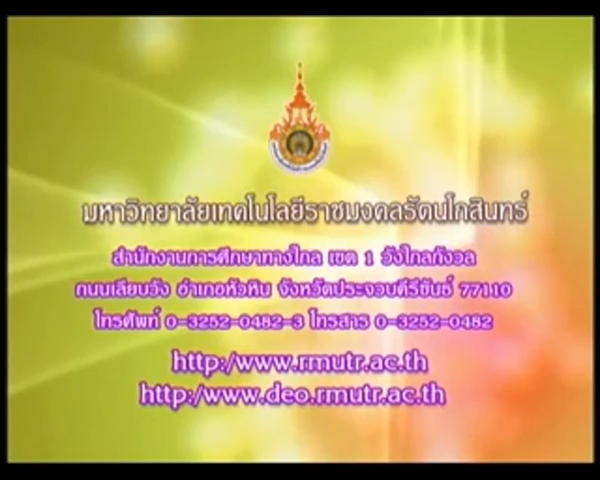 มหาวิทยาลัยเทคโนโลยีราชมงคลรัตนโกสินทร์
สำนักงานการศึกษาทางไกล เขต 1 วังไกลกังวล
ถนนเลียบวัง อำเภอหัวหิน จังหวัดประจวบคีรีขันธ์ 77110
โทรศัพท์ 0-3252-0482-3 โทรสาร 0-3252-0482
http:/www.rmutr.ac.th
http:/www.deo.rmutr.ac.th